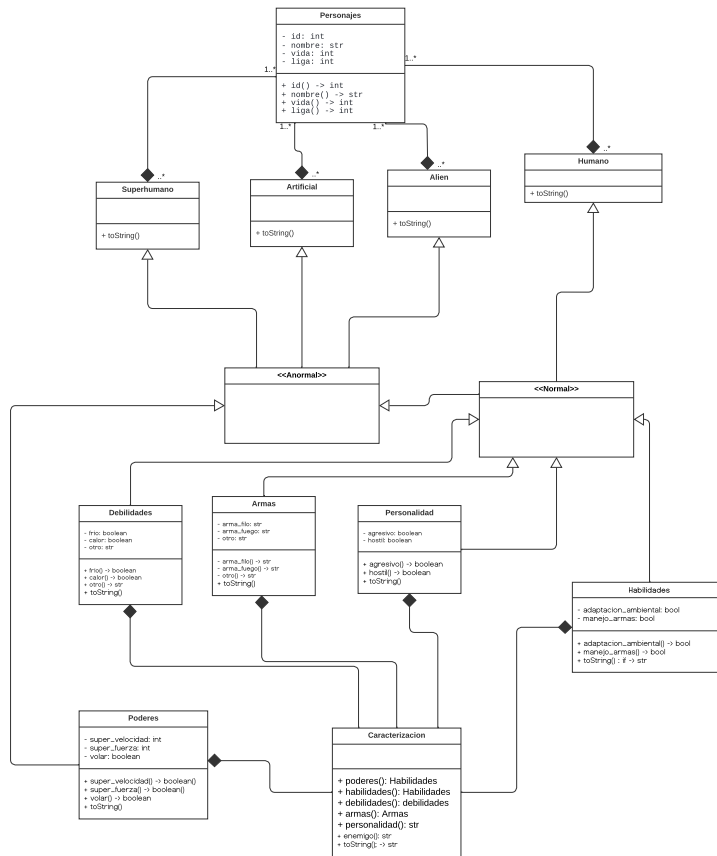 Personajes
- id: int
- nombre: str
- vida: int
- liga: int
+ id() -> int
+ nombre() -> str
+ vida() -> int
+ liga() -> int
1..*
1..*
1..*
1..*
..*
..*
..*
..*
Superhumano
+ toString()
Artificial
+ toString()
Alien
+ toString()
Humano
+ toString()
<<Anormal>>
<<Normal>>
Debilidades
- frio: boolean
- calor: boolean
- otro: str
+ frio() -> boolean
+ calor() -> boolean
+ otro() -> str
+ toString()
Armas
- arma_filo: str
- arma_fuego: str
- otro: str
- arma_filo() -> str
- arma_fuego() -> str
- otro() -> str
+ toString()
Personalidad
- agresivo: boolean
- hostil: boolean
+ agresivo() -> boolean
+ hostil() -> boolean
+ toString()
Habilidades
- adaptacion_ambiental: bool
- manejo_armas: bool
+ adaptacion_ambiental() -> bool
+ manejo_armas() -> bool
+ toString() : if -> str
Poderes
- super_velocidad: int
- super_fuerza: int
- volar: boolean
+ super_velocidad() -> boolean()
+ super_fuerza() -> boolean()
+ volar() -> boolean
+ toString()
Caracterizacion
+ poderes(): Habilidades
+ habilidades(): Habilidades
+ debilidades(): debilidades
+ armas(): Armas
+ personalidad(): str
+ enemigo(): str
+ toString(); -> str